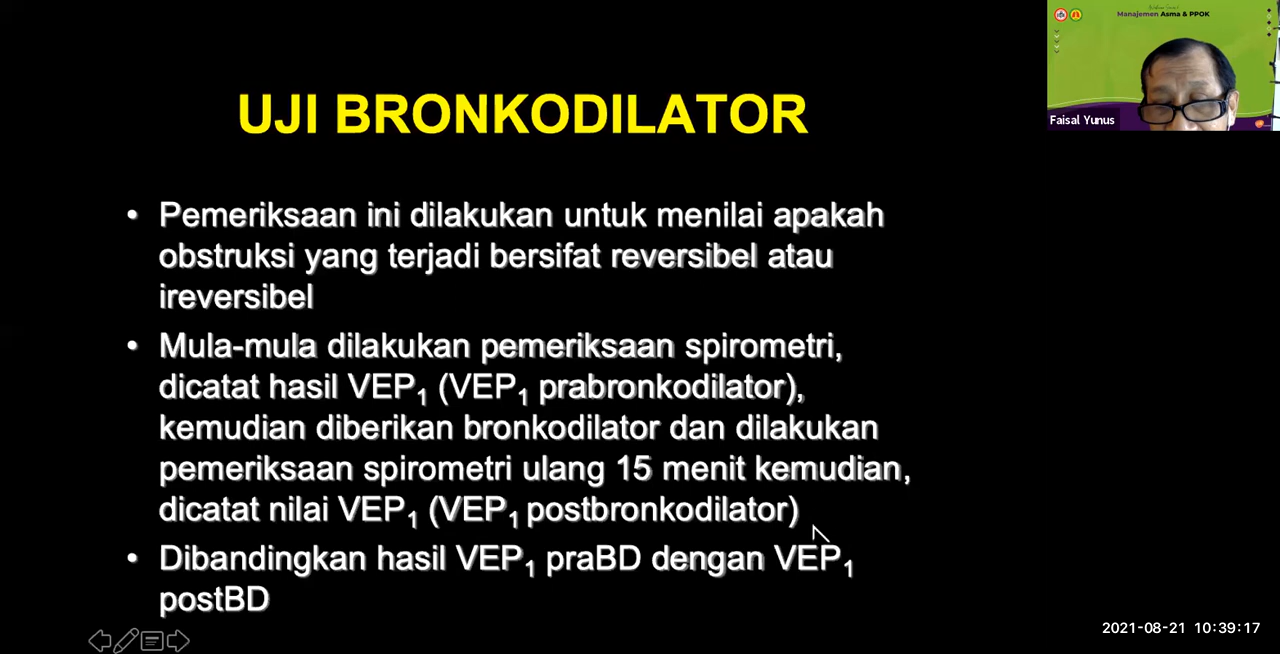 Manajemen Asma & PPOK
Faisal Yunus
UJI BRONKODILATOR
• Pemeriksaan ini dilakukan untuk menilai apakah
obstruksi yang terjadi bersifat reversibel atau
ireversibel
• Mula-mula dilakukan pemeriksaan spirometri,
dicatat hasil VEP₁ (VEP₁ prabronkodilator),
kemudian diberikan bronkodilator dan dilakukan
pemeriksaan spirometri ulang 15 menit kemudian,
dicatat nilai VEP₁ (VEP₁ postbronkodilator)
• Dibandingkan hasil VEP₁ praBD dengan VEP₁
postBD
2021-08-21 10:39:17